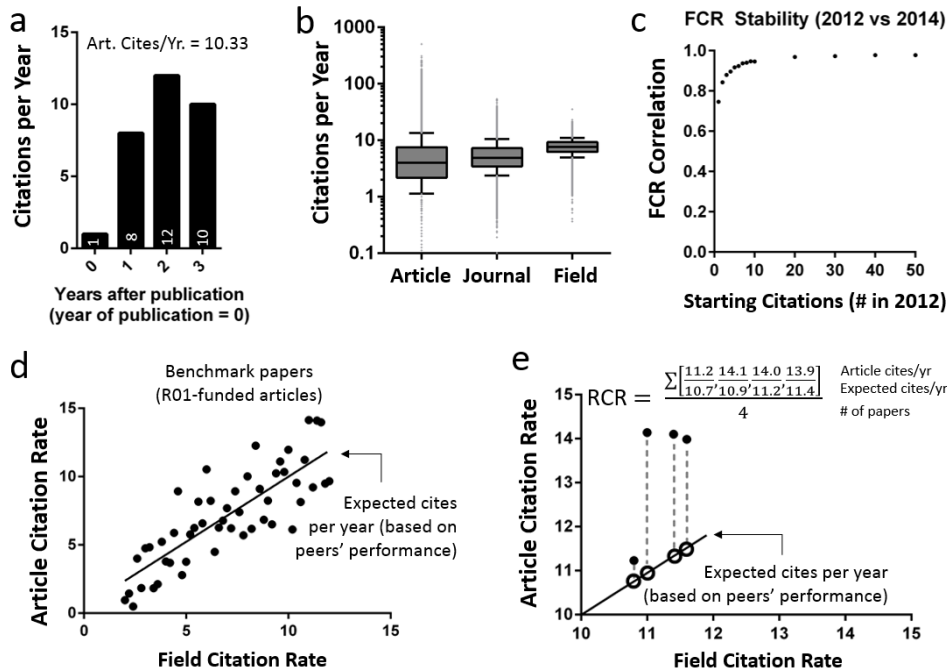 a
Art. Cites/Yr. = 10.33
Citations per Year
15
10
5
0
1
8
12
10
0
1
2
3
Years after publication
(year of publication = 0)
b
Citations per Year
1000
100
10
1
0.1
Article
Journal
Field
c
FCR Stability (2012 vs 2014)
FCR Correlation
1.0
0.8
0.6
0.4
0.2
0.0
0
10
20
30
40
50
Starting Citations (# in 2012)
d
Benchmark papers
(R01-funded articles)
Article Citation Rate
15
10
5
0
0
5
10
15
Field Citation Rate
Expected cites
per year (based on
peers' performance)
e
RCR = ∑[11.2/10.7, 14.1/10.9, 14.0/11.2, 13.9/11.4] / 4
Article cites/yr
Expected cites/yr
# of papers
Article Citation Rate
15
14
13
12
11
10
10
11
12
13
14
15
Field Citation Rate
Expected cites per year
(based on peers' performance)